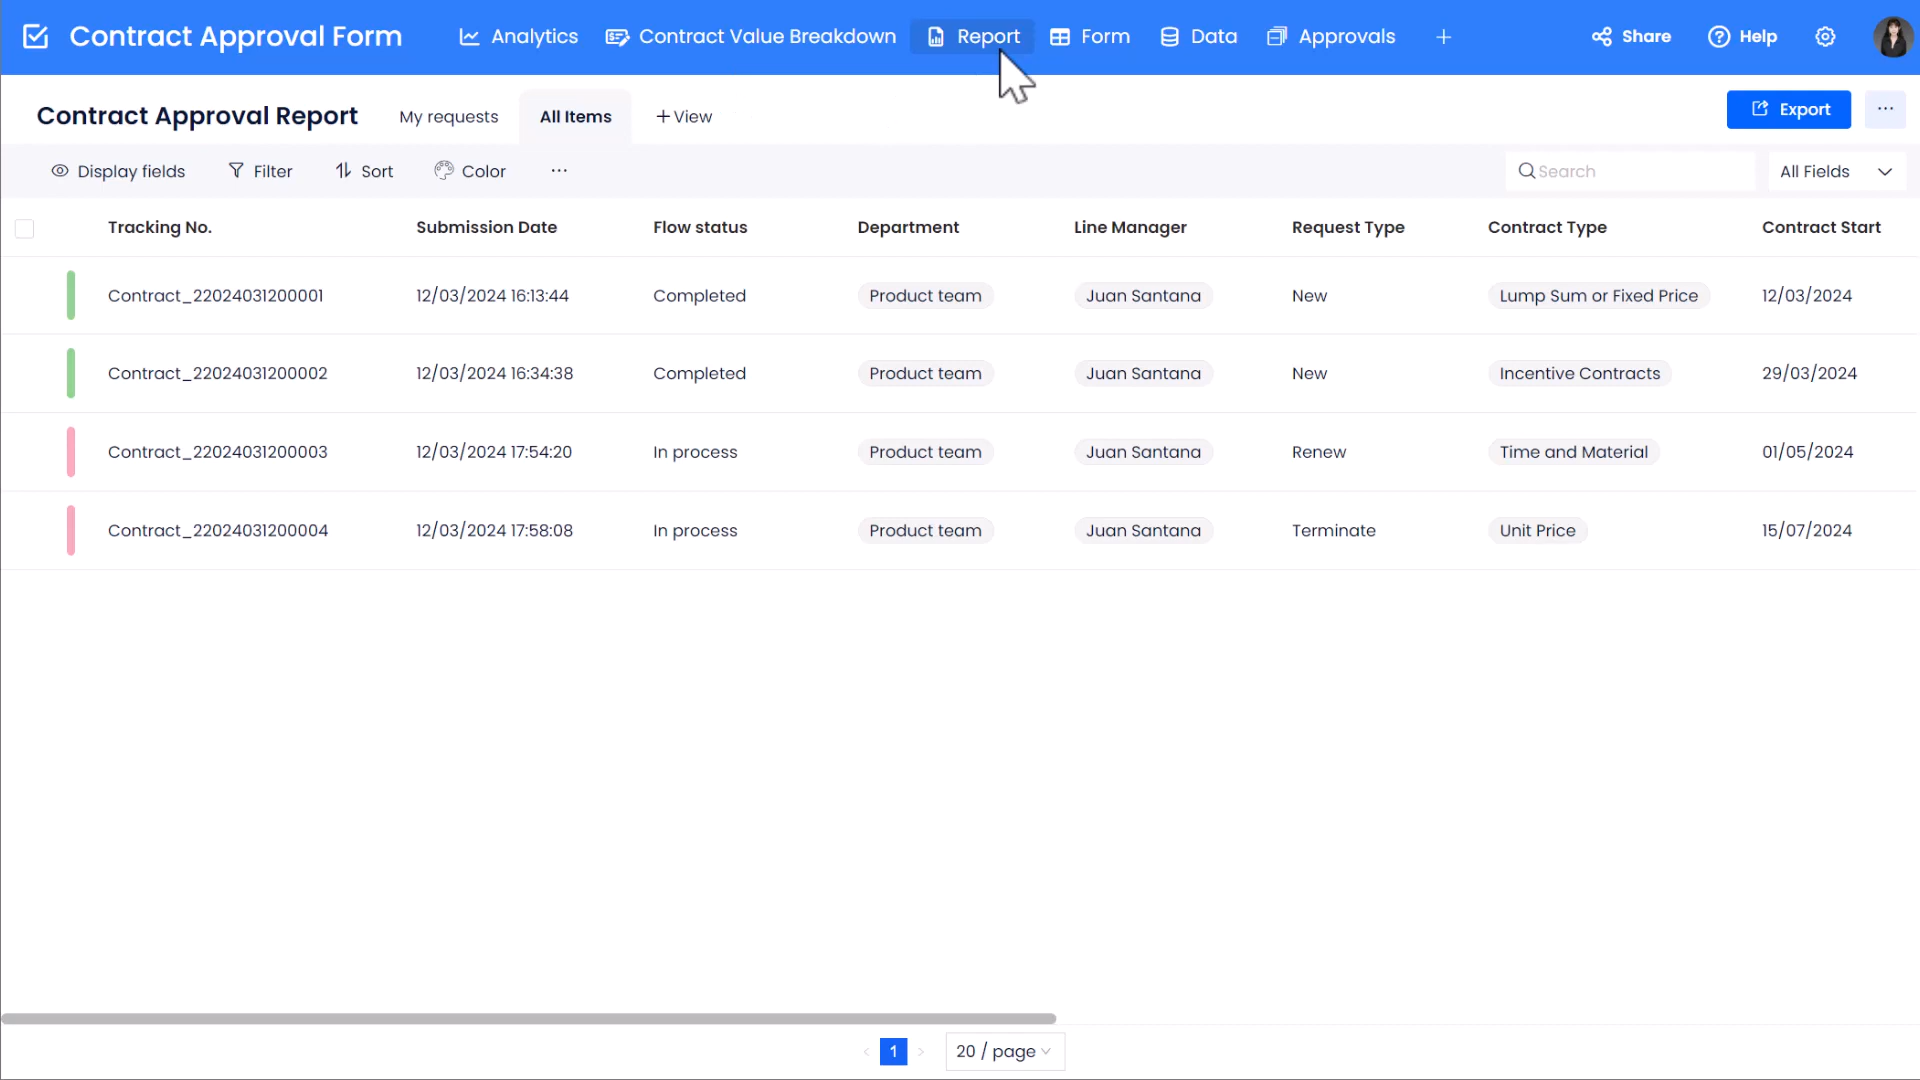 Contract Approval Form Analytics Contract Value Breakdown Report Form Data Approvals + Share Help
Contract Approval Report My requests All Items +View Export ...
Display fields Filter Sort Color ... Search All Fields
Tracking No. Submission Date Flow status Department Line Manager Request Type Contract Type Contract Start
Contract_22024031200001 12/03/2024 16:13:44 Completed Product team Juan Santana New Lump Sum or Fixed Price 12/03/2024
Contract_22024031200002 12/03/2024 16:34:38 Completed Product team Juan Santana New Incentive Contracts 29/03/2024
Contract_22024031200003 12/03/2024 17:54:20 In process Product team Juan Santana Renew Time and Material 01/05/2024
Contract_22024031200004 12/03/2024 17:58:08 In process Product team Juan Santana Terminate Unit Price 15/07/2024
< 1 > 20 / page